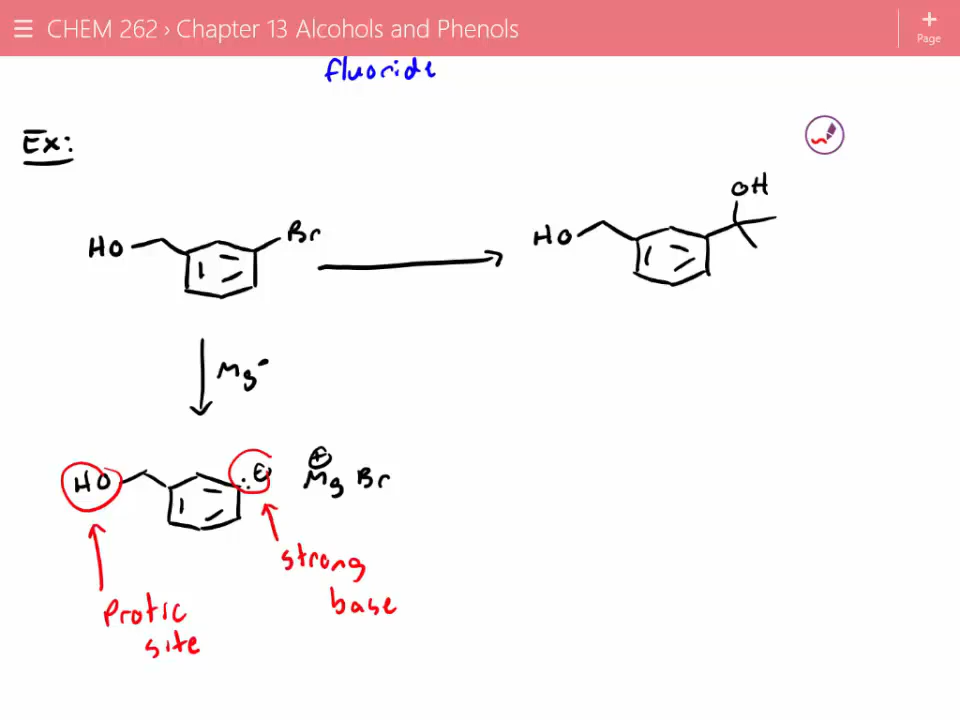 ☰ CHEM 262 › Chapter 13 Alcohols and Phenols
+
Page
fluoride
Ex:
HO Br
HO OH
Mg°
HO :⊖ ⊕ Mg Br
strong
base
Protic
site